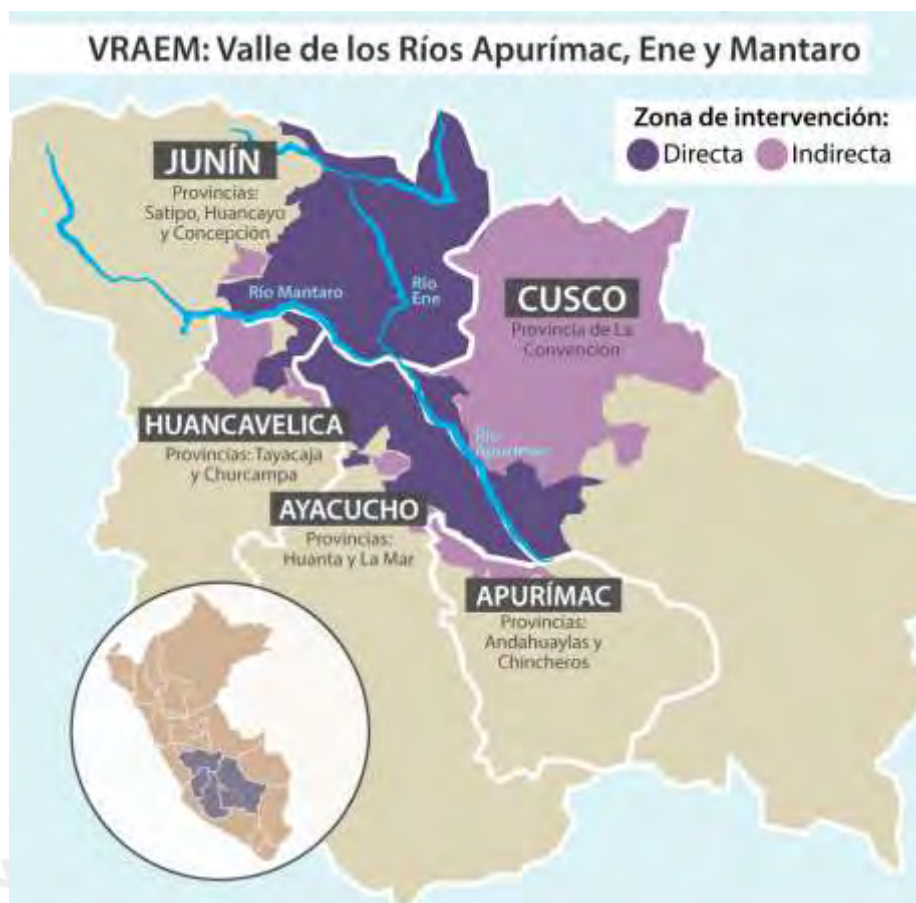 VRAEM: Valle de los Ríos Apurímac, Ene y Mantaro
Zona de intervención:
Directa
Indirecta
JUNÍN
Provincias:
Satipo, Huancayo
y Concepción
Río Mantaro
Río
Ene
CUSCO
Provincia de La
Convención
HUANCAVELICA
Provincias: Tayacaja
y Churcampa
Río
Apurímac
AYACUCHO
Provincias:
Huanta y La Mar
APURÍMAC
Provincias:
Andahuaylas y
Chincheros